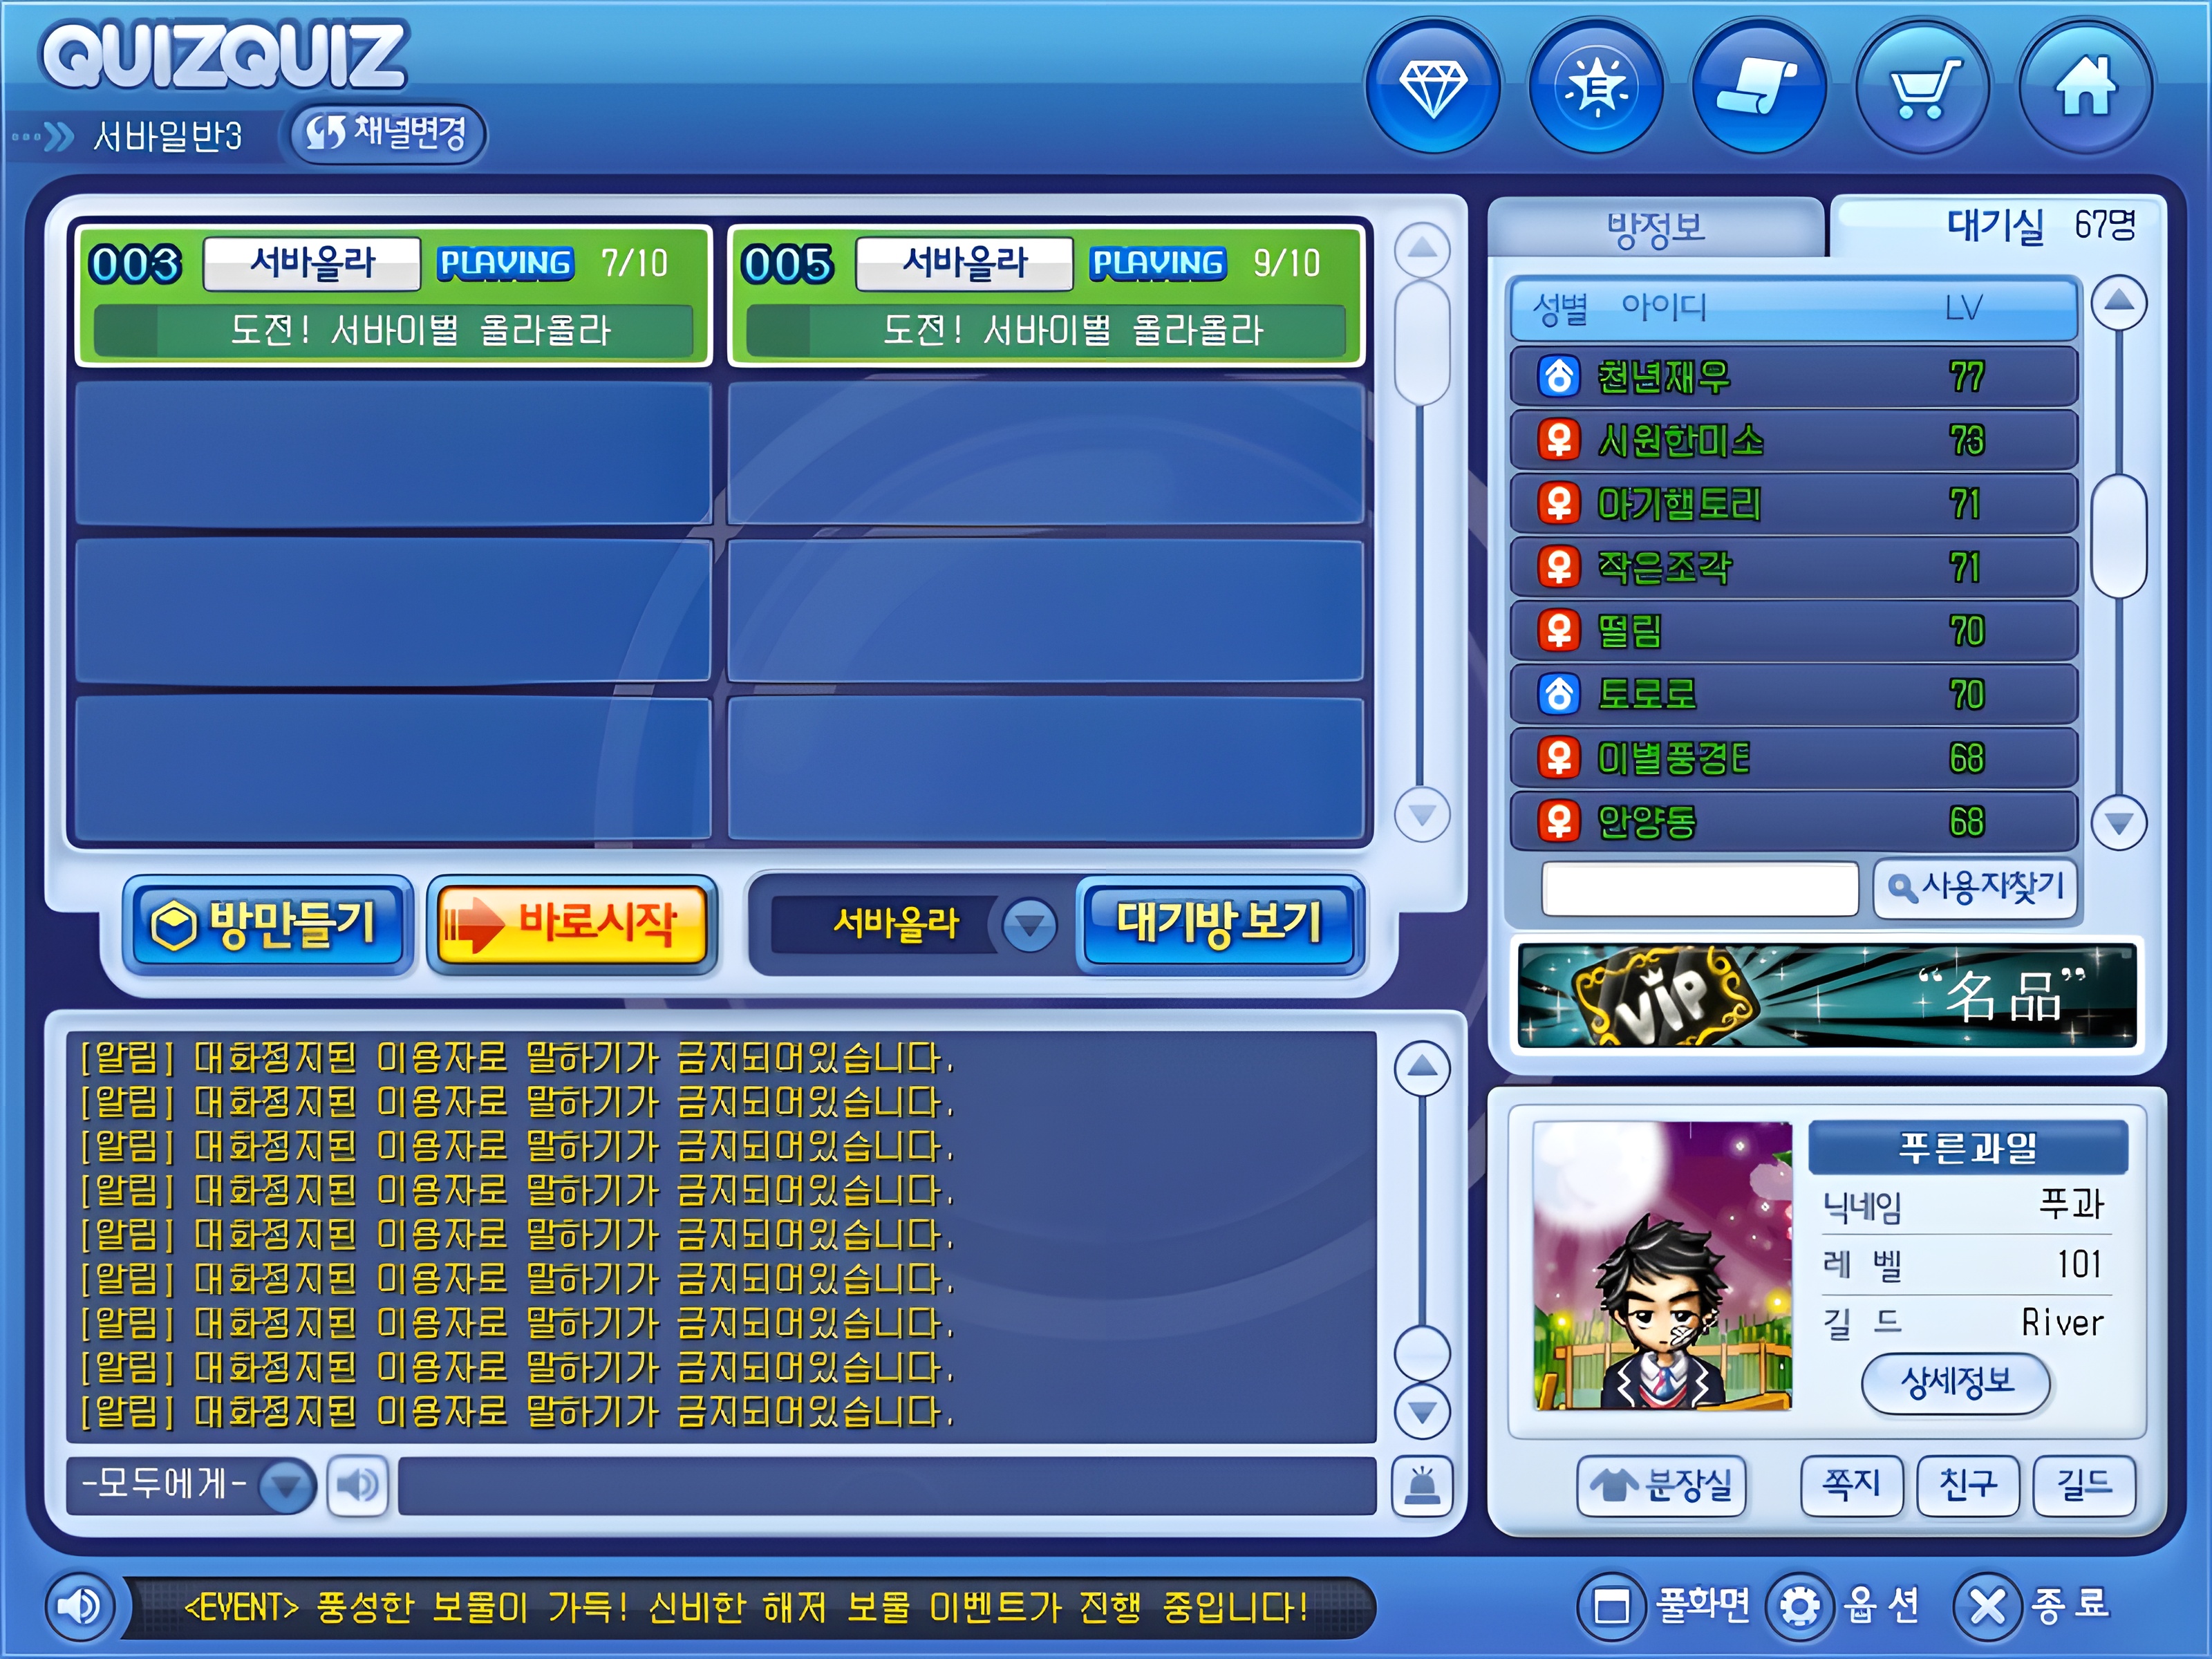 QUIZQUIZ
서바일반3
채널변경
003 서바올라 PLAYING 7/10
도전! 서바이벌 올라올라
005 서바올라 PLAYING 9/10
도전! 서바이벌 올라올라
방만들기
바로시작
서바올라
대기방 보기
방정보
대기실 67명
성별 아이디 LV
천년재우 77
시원한미소 73
아기햄토리 71
작은조각 71
떨림 70
토로로 70
이별풍경E 68
안양동 68
사용자찾기
VIP
“名品”
[알림] 대화정지된 이용자로 말하기가 금지되어있습니다.
[알림] 대화정지된 이용자로 말하기가 금지되어있습니다.
[알림] 대화정지된 이용자로 말하기가 금지되어있습니다.
[알림] 대화정지된 이용자로 말하기가 금지되어있습니다.
[알림] 대화정지된 이용자로 말하기가 금지되어있습니다.
[알림] 대화정지된 이용자로 말하기가 금지되어있습니다.
[알림] 대화정지된 이용자로 말하기가 금지되어있습니다.
[알림] 대화정지된 이용자로 말하기가 금지되어있습니다.
[알림] 대화정지된 이용자로 말하기가 금지되어있습니다.
-모두에게-
푸른과일
닉네임 푸과
레 벨 101
길 드 River
상세정보
분장실
쪽지
친구
길드
<EVENT> 풍성한 보물이 가득! 신비한 해저 보물 이벤트가 진행 중입니다!
풀화면
옵 션
종 료